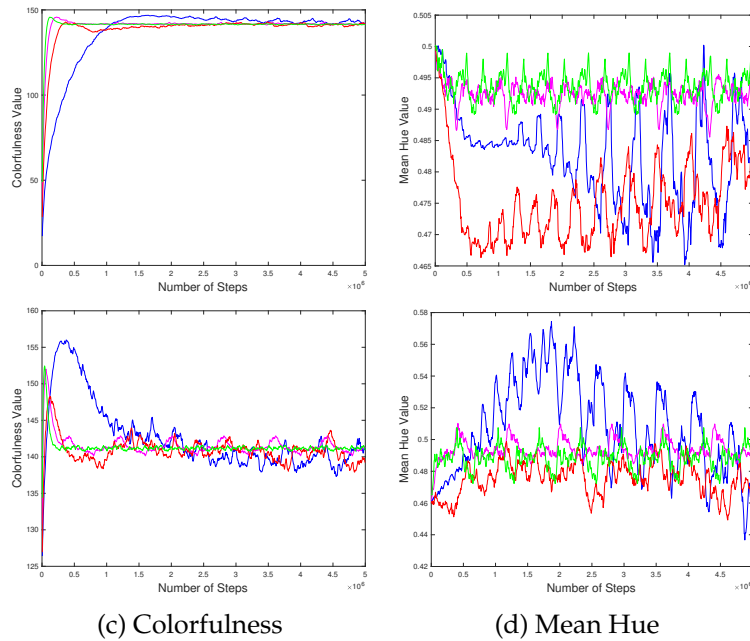 150
100
50
0
Colorfulness Value
0 0.5 1 1.5 2 2.5 3 3.5 4 4.5 5
Number of Steps
×10⁶
0.505
0.5
0.495
0.49
0.485
0.48
0.475
0.47
0.465
Mean Hue Value
0 0.5 1 1.5 2 2.5 3 3.5 4 4.5 5
Number of Steps
×10⁶
160
155
150
145
140
135
130
125
Colorfulness Value
0 0.5 1 1.5 2 2.5 3 3.5 4 4.5 5
Number of Steps
×10⁶
0.58
0.56
0.54
0.52
0.5
0.48
0.46
0.44
0.42
Mean Hue Value
0 0.5 1 1.5 2 2.5 3 3.5 4 4.5 5
Number of Steps
×10⁶
(c) Colorfulness
(d) Mean Hue